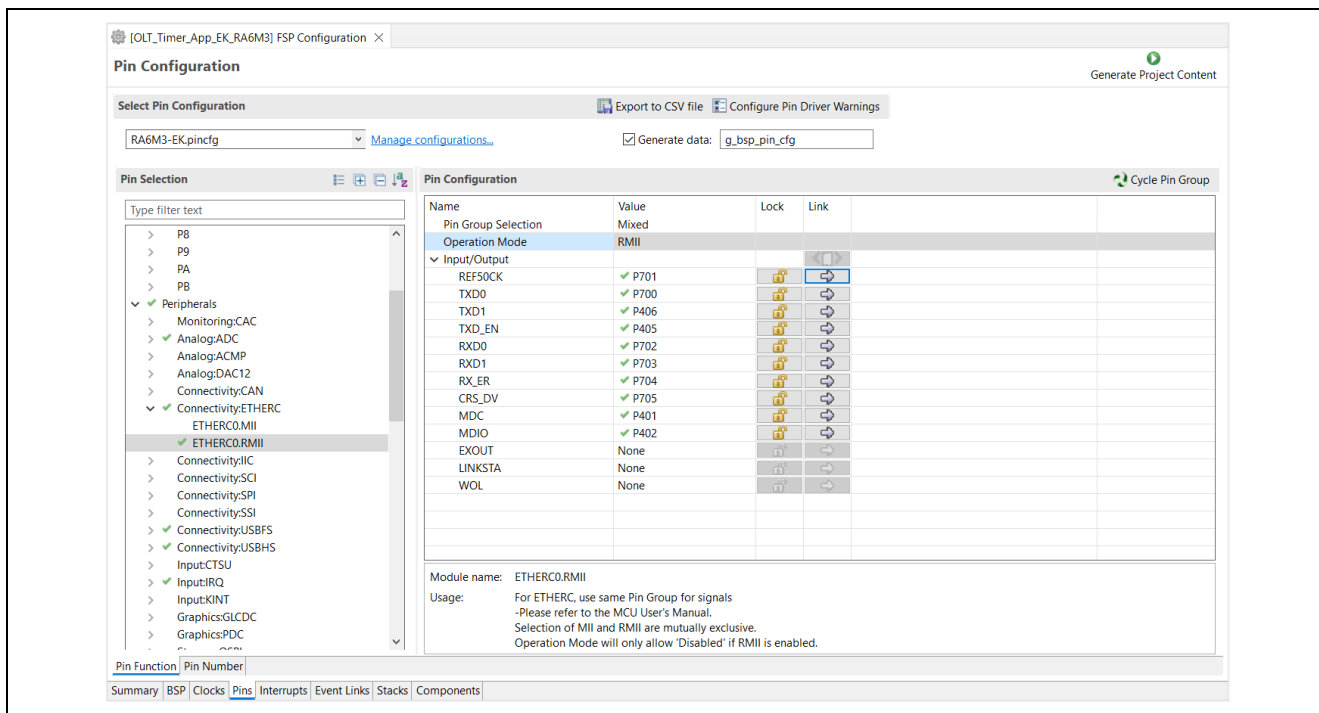 [OLT_Timer_App_EK_RA6M3] FSP Configuration
Pin Configuration
Generate Project Content
Select Pin Configuration
Export to CSV file Configure Pin Driver Warnings
RA6M3-EK.pincfg Manage configurations... Generate data: g_bsp_pin_cfg
Pin Selection
Type filter text
P8
P9
PA
PB
Peripherals
Monitoring:CAC
Analog:ADC
Analog:ACMP
Analog:DAC12
Connectivity:CAN
Connectivity:ETHERC
ETHERC0.MII
ETHERC0.RMII
Connectivity:IIC
Connectivity:SCI
Connectivity:SPI
Connectivity:SSI
Connectivity:USBFS
Connectivity:USBHS
Input:CTSU
Input:IRQ
Input:KINT
Graphics:GLCDC
Graphics:PDC
Pin Configuration Cycle Pin Group
Name Value Lock Link
Pin Group Selection Mixed
Operation Mode RMII
Input/Output
REF50CK P701
TXD0 P700
TXD1 P406
TXD_EN P405
RXD0 P702
RXD1 P703
RX_ER P704
CRS_DV P705
MDC P401
MDIO P402
EXOUT None
LINKSTA None
WOL None
Module name: ETHERC0.RMII
Usage: For ETHERC, use same Pin Group for signals
-Please refer to the MCU User's Manual.
Selection of MII and RMII are mutually exclusive.
Operation Mode will only allow 'Disabled' if RMII is enabled.
Pin Function Pin Number
Summary BSP Clocks Pins Interrupts Event Links Stacks Components